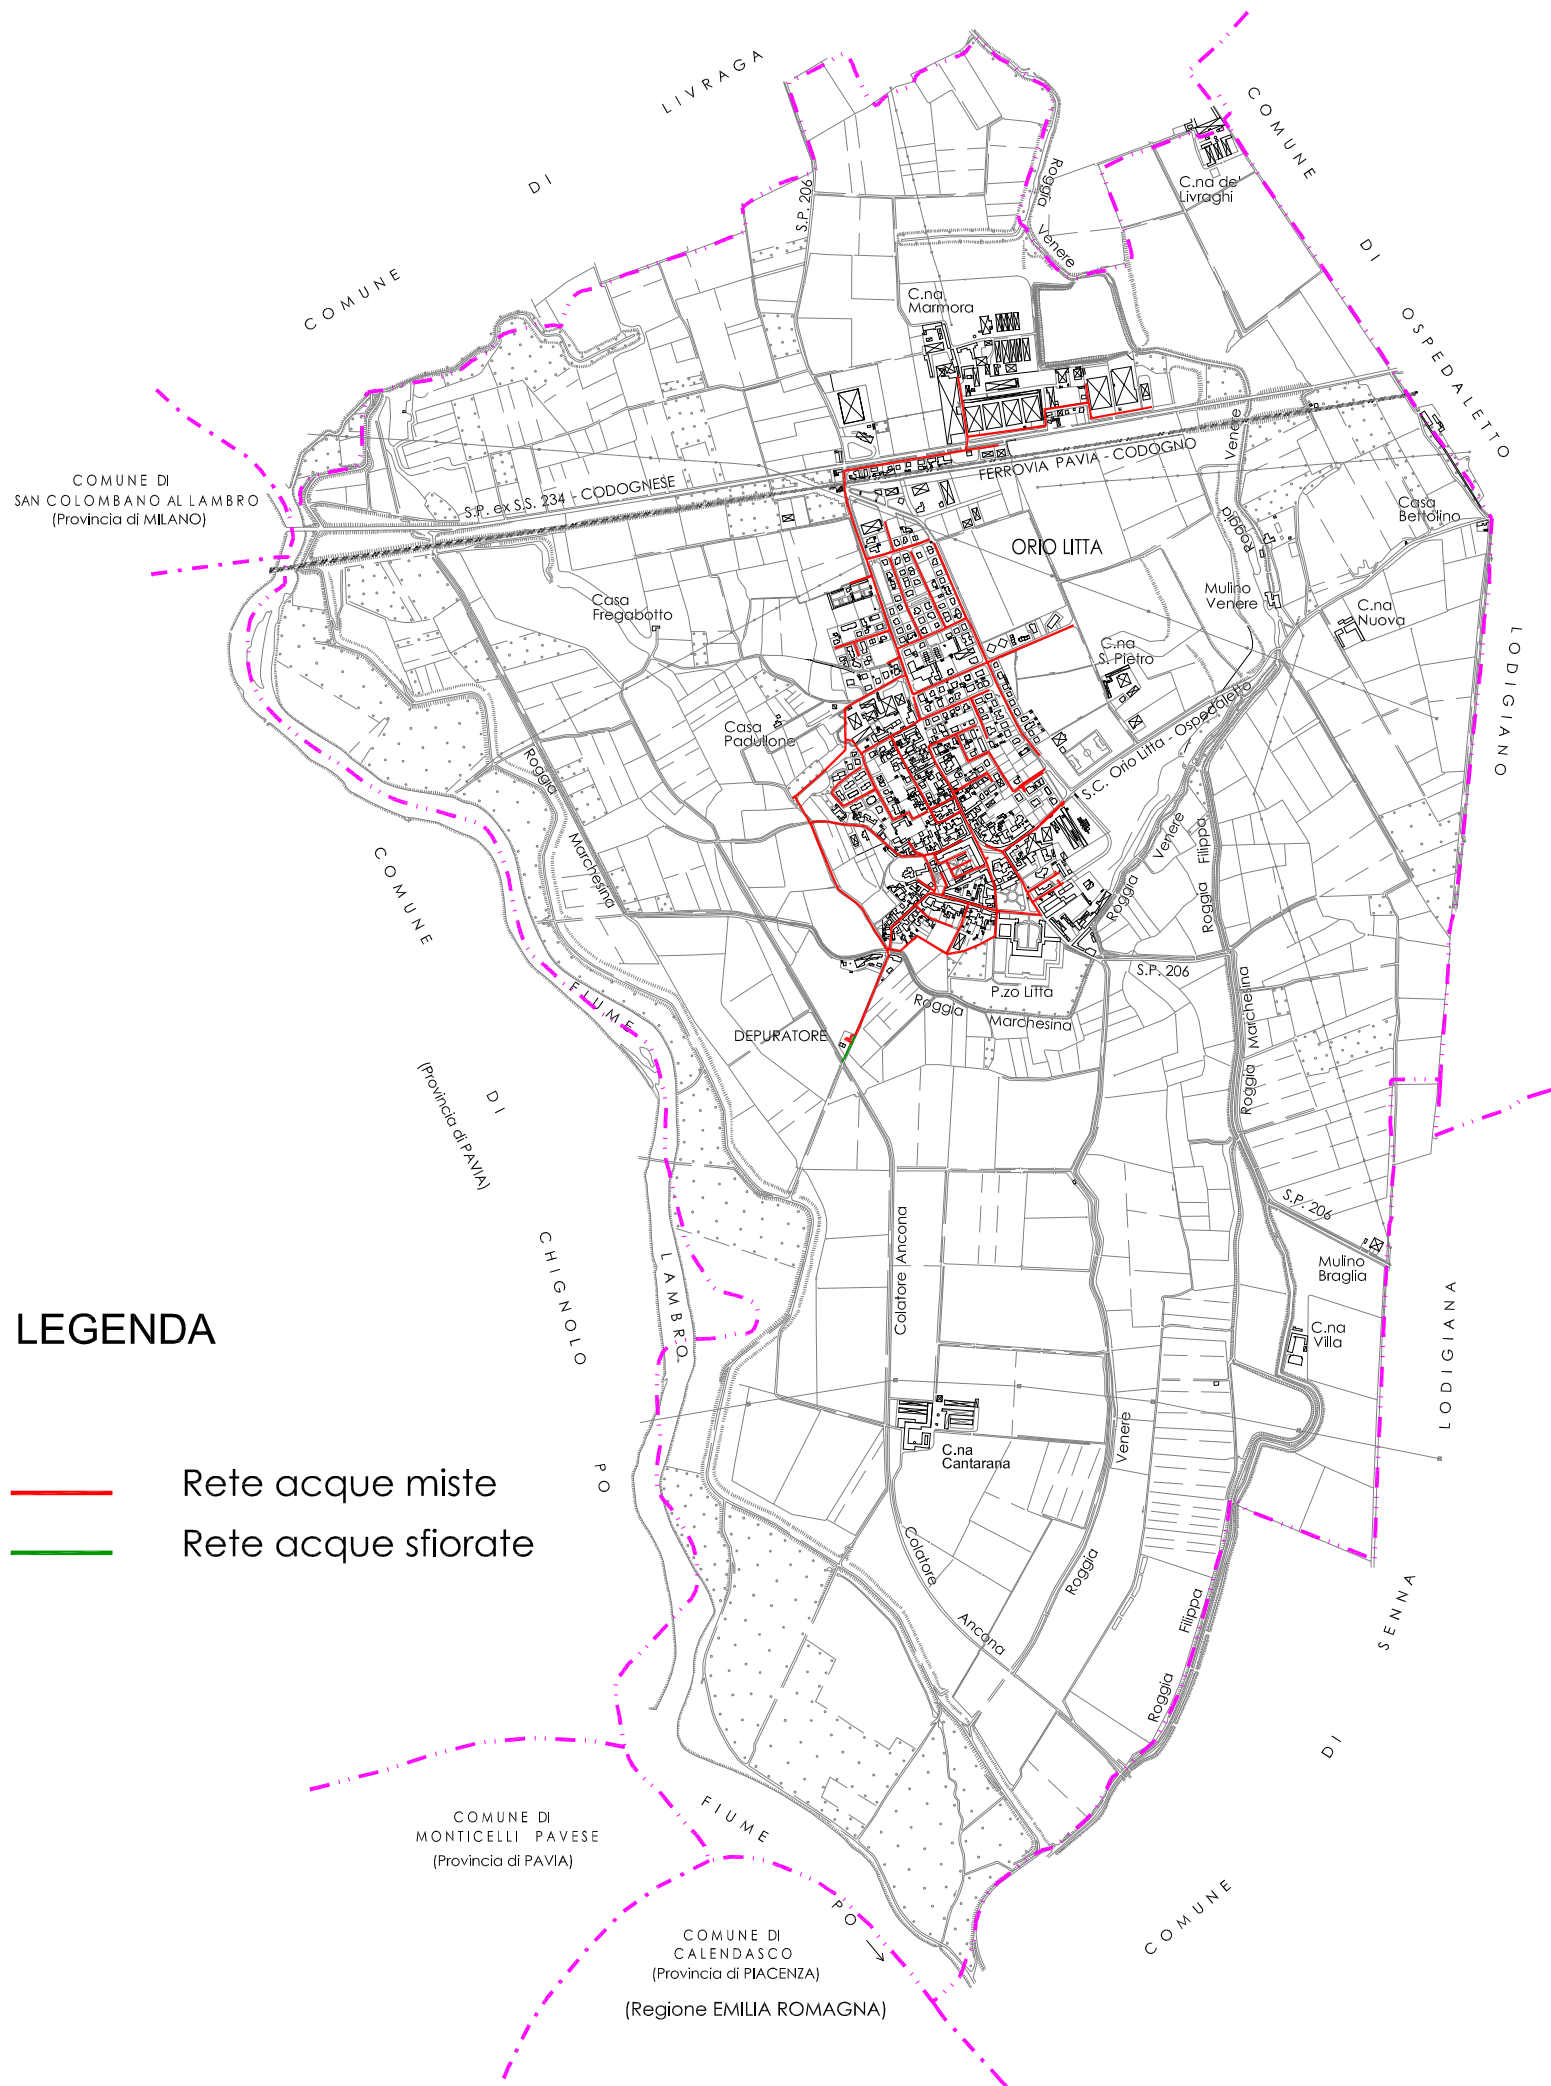 COMUNE DI LIVRAGA
COMUNE DI OSPEDALETTO LODIGIANO
Roggia Venere
C.na de'
Livraghi
S.P. 206
C.na
Marmora
COMUNE DI
SAN COLOMBANO AL LAMBRO
(Provincia di MILANO)
S.P. ex S.S. 234 - CODOGNESE
FERROVIA PAVIA - CODOGNO
Roggia Venere
Casa
Bertolino
ORIO LITTA
Casa
Fregabotto
Mulino
Venere
C.na
Nuova
C.na
S. Pietro
Casa
Padullone
S.C. Orio Litta - Ospedaletto
Roggia Marchesina
Roggia Venere
Roggia Filippa
COMUNE DI CHIGNOLO PO
(Provincia di PAVIA)
FIUME LAMBRO
S.P. 206
P.zo Litta
Roggia Marchesina
Roggia Marchesina
DEPURATORE
B
S.P. 206
Mulino
Braglia
Colatore Ancona
C.na
Villa
LEGENDA
C.na
Cantarana
Venere
Roggia
Rete acque miste
Rete acque sfiorate
Colatore Ancona
Roggia Filippa
COMUNE DI SENNA LODIGIANA
COMUNE DI
MONTICELLI PAVESE
(Provincia di PAVIA)
FIUME PO
COMUNE DI
CALENDASCO
(Provincia di PIACENZA)
(Regione EMILIA ROMAGNA)